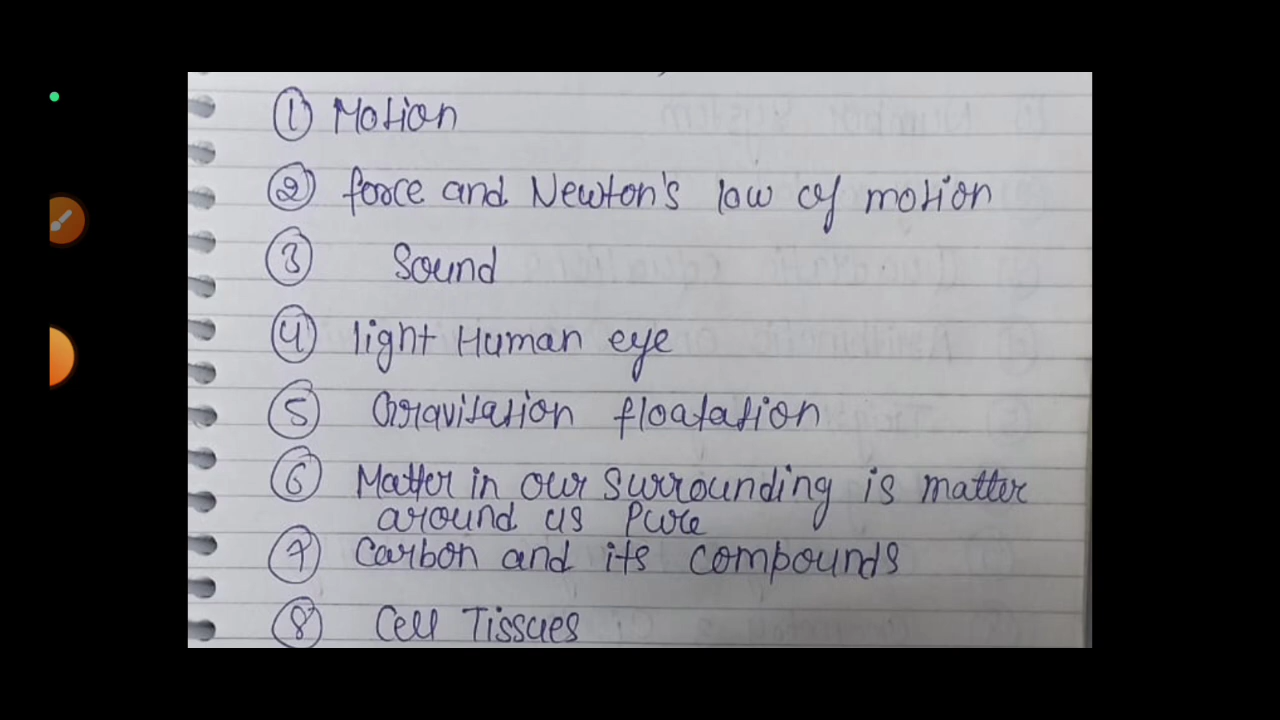 ① Motion
② force and Newton's law of motion
③ Sound
④ light Human eye
⑤ Gravitation floatation
⑥ Matter in our Surrounding is matter
around us Pure
⑦ Carbon and its compounds
⑧ Cell Tissues